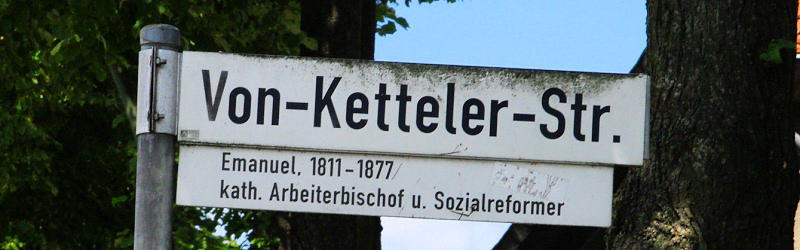 Von-Ketteler-Str.
Emanuel, 1811-1877
kath. Arbeiterbischof u. Sozialreformer